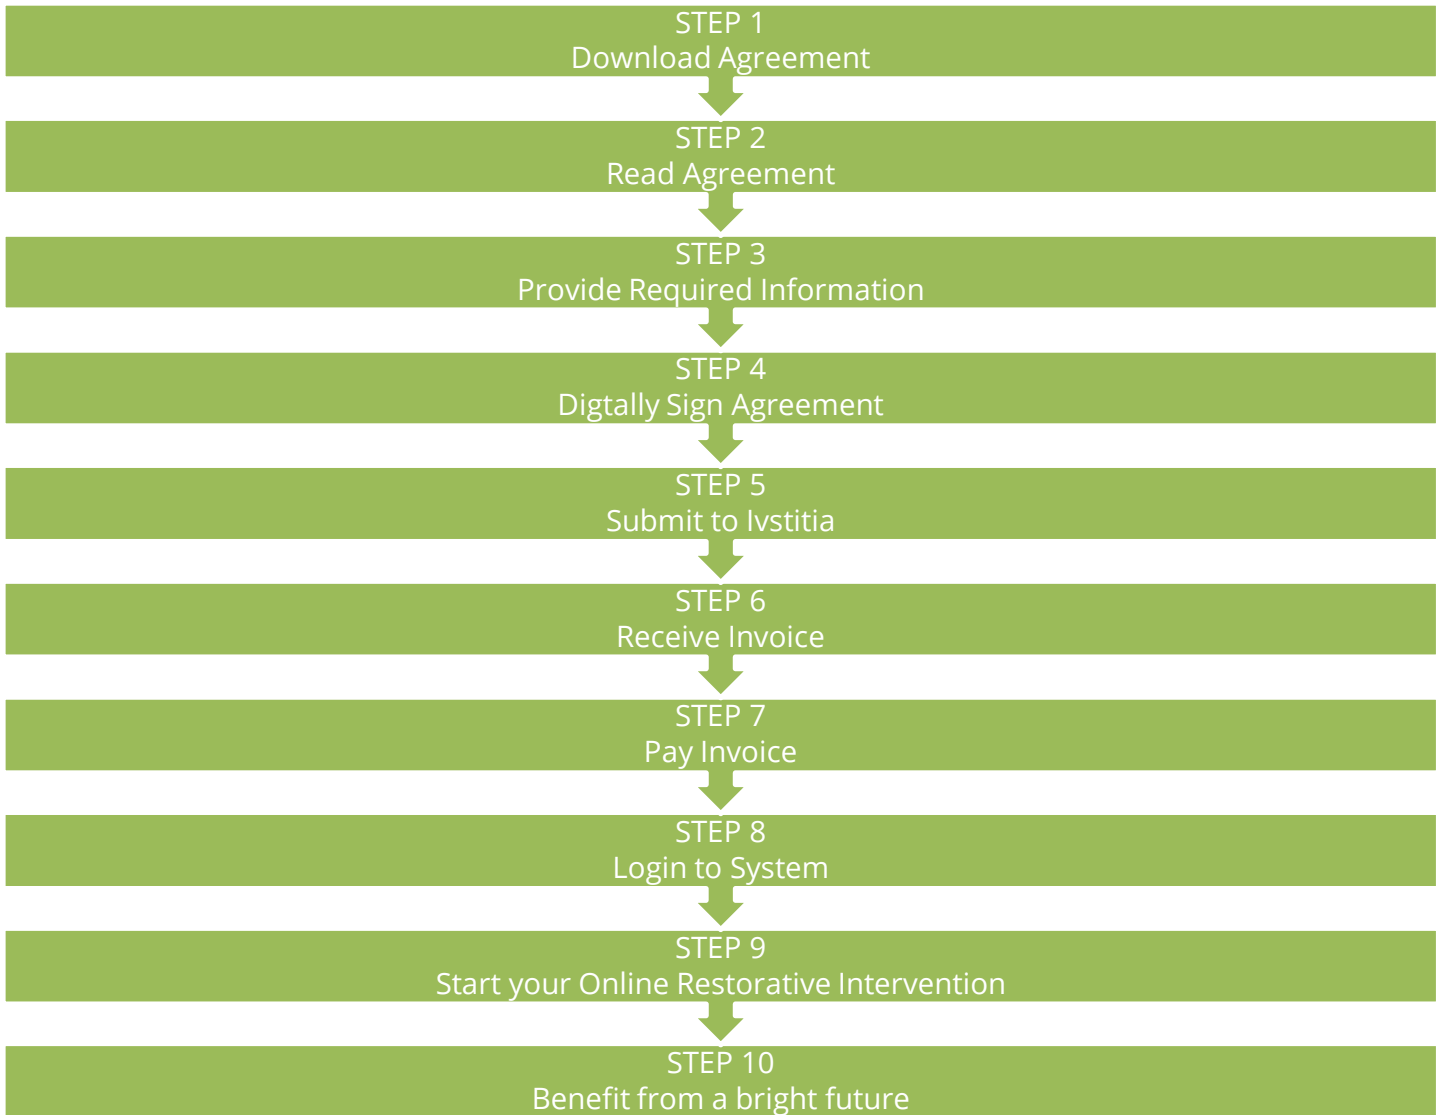 STEP 1
Download Agreement
STEP 2
Read Agreement
STEP 3
Provide Required Information
STEP 4
Digtally Sign Agreement
STEP 5
Submit to Ivstitia
STEP 6
Receive Invoice
STEP 7
Pay Invoice
STEP 8
Login to System
STEP 9
Start your Online Restorative Intervention
STEP 10
Benefit from a bright future